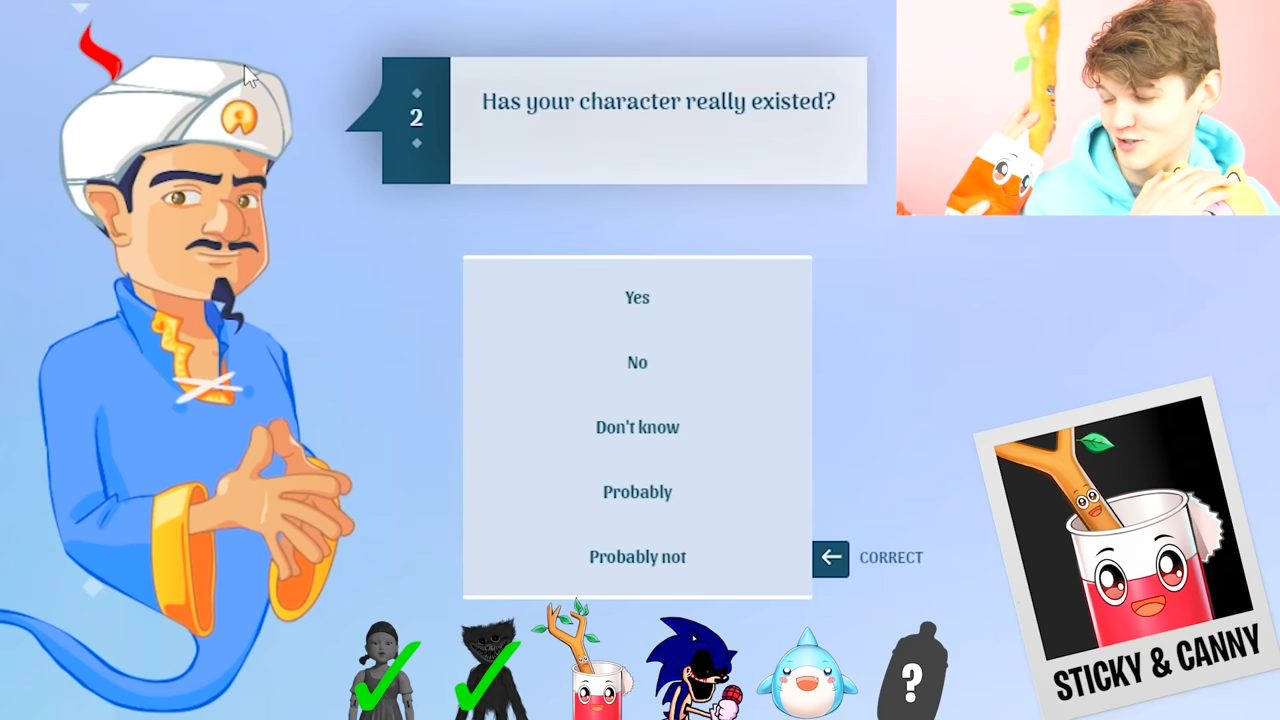 2
Has your character really existed?
Yes
No
Don't know
Probably
Probably not
CORRECT
?
STICKY & CANNY